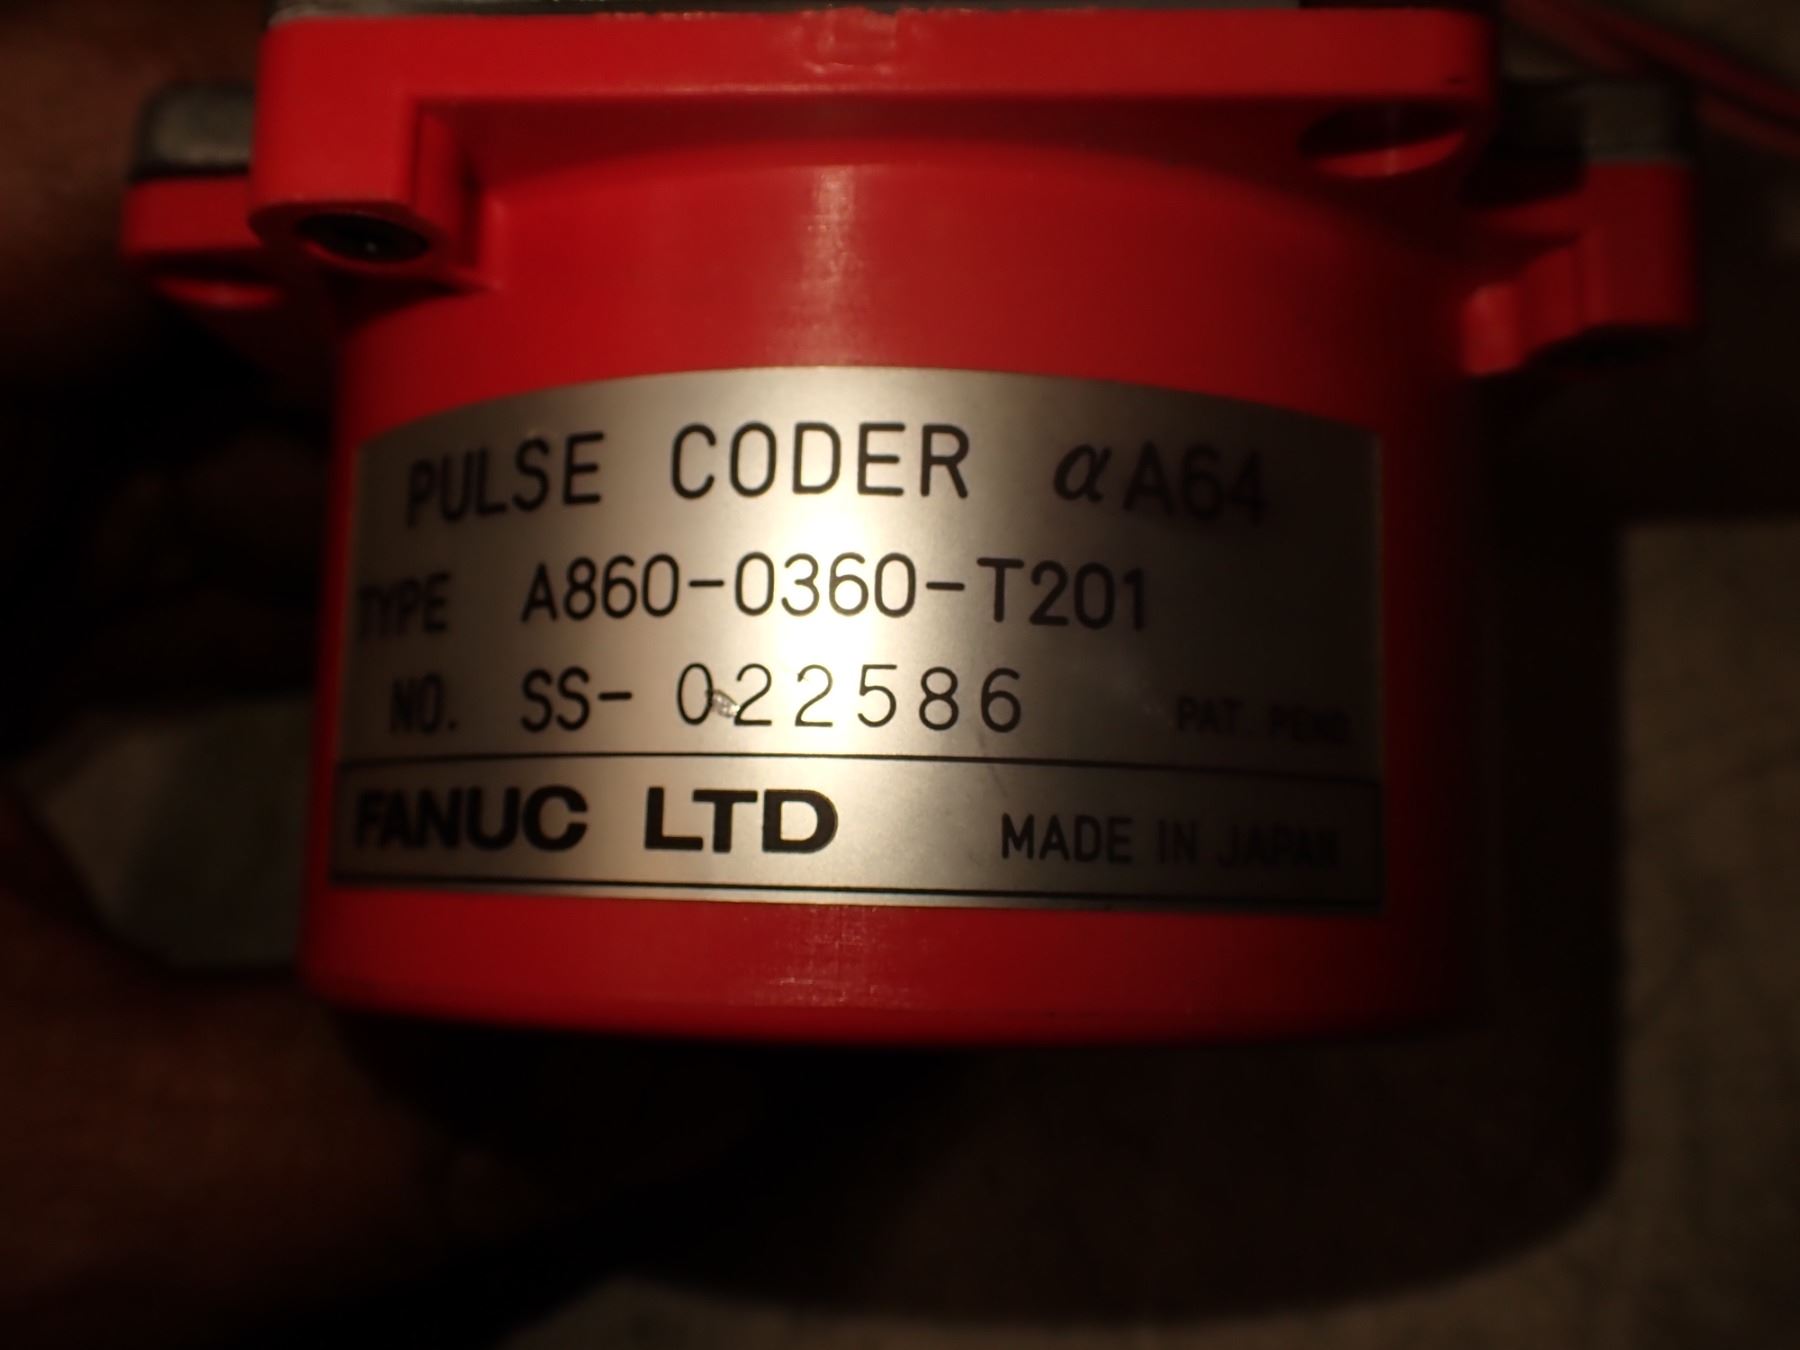 PULSE CODER αA64
TYPE A860-0360-T201
NO. SS- 022586 PAT. PEND
FANUC LTD MADE IN JAPAN